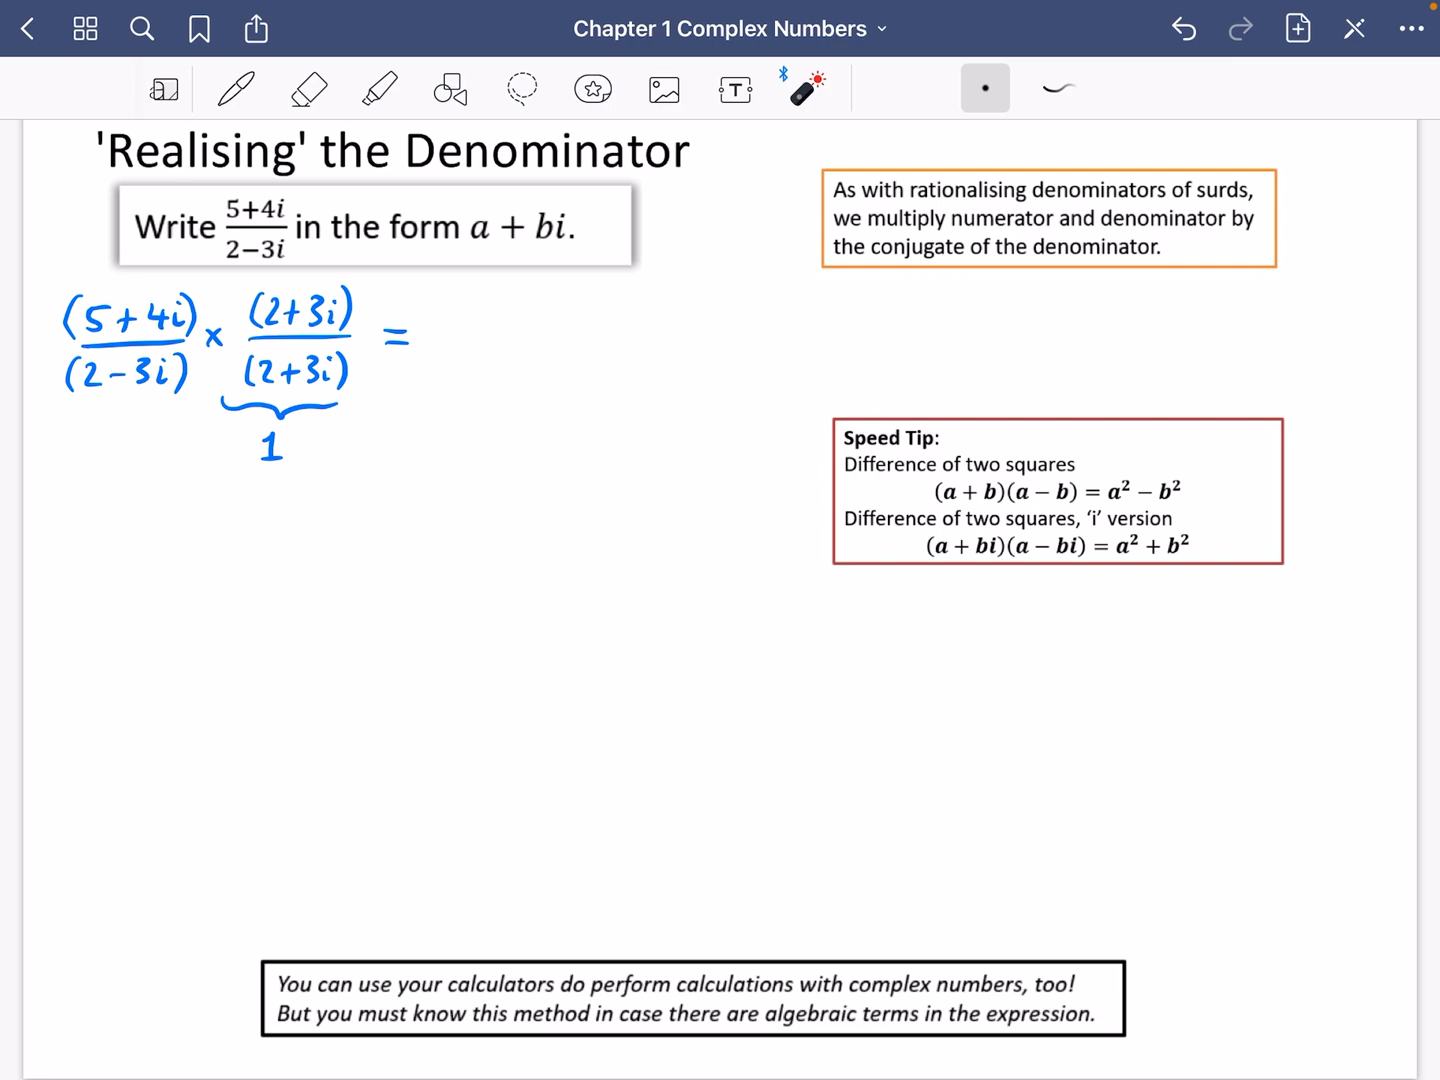 Chapter 1 Complex Numbers
'Realising' the Denominator
Write \frac{5+4i}{2−3i} in the form a + bi.
As with rationalising denominators of surds,
we multiply numerator and denominator by
the conjugate of the denominator.
\frac{(5+4i)}{(2−3i)} × \frac{(2+3i)}{(2+3i)} =
1
Speed Tip:
Difference of two squares
(a + b)(a − b) = a² − b²
Difference of two squares, ‘i’ version
(a + bi)(a − bi) = a² + b²
You can use your calculators do perform calculations with complex numbers, too!
But you must know this method in case there are algebraic terms in the expression.